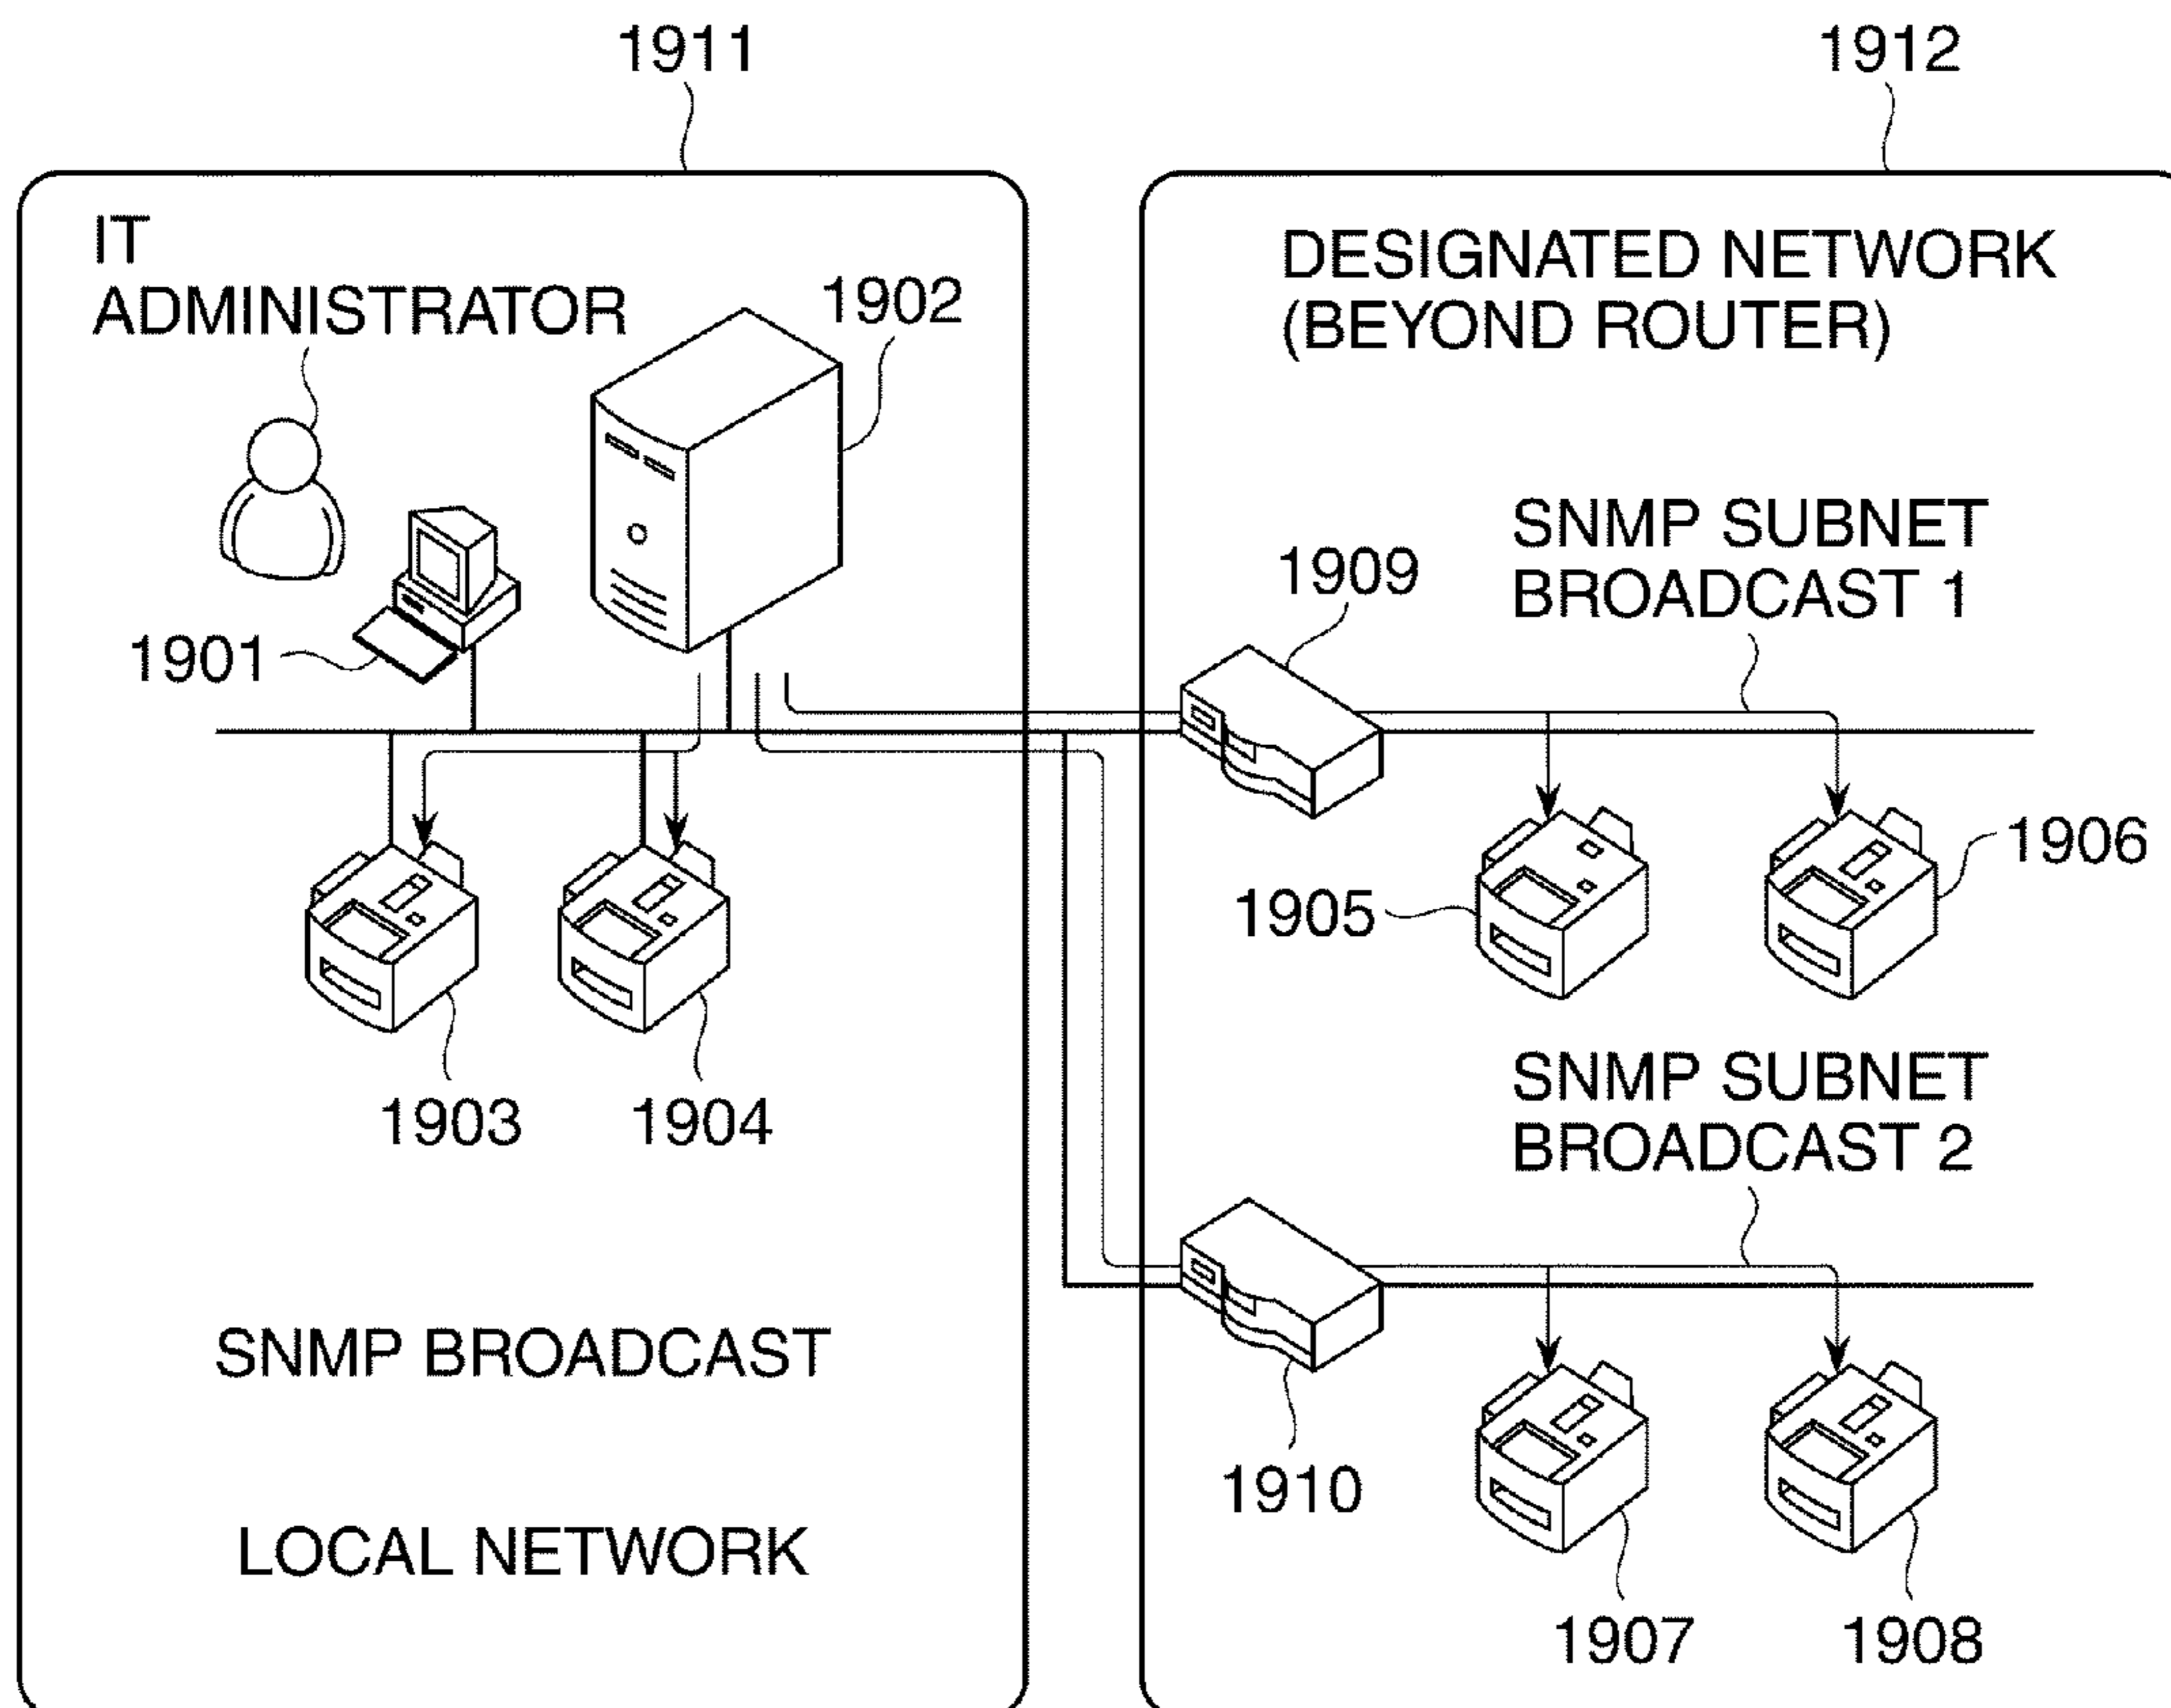 1911
1912
IT
ADMINISTRATOR
1902
DESIGNATED NETWORK
(BEYOND ROUTER)
SNMP SUBNET
BROADCAST 1
1909
1901
1906
1905
1903
1904
SNMP SUBNET
BROADCAST 2
SNMP BROADCAST
1910
LOCAL NETWORK
1907
1908